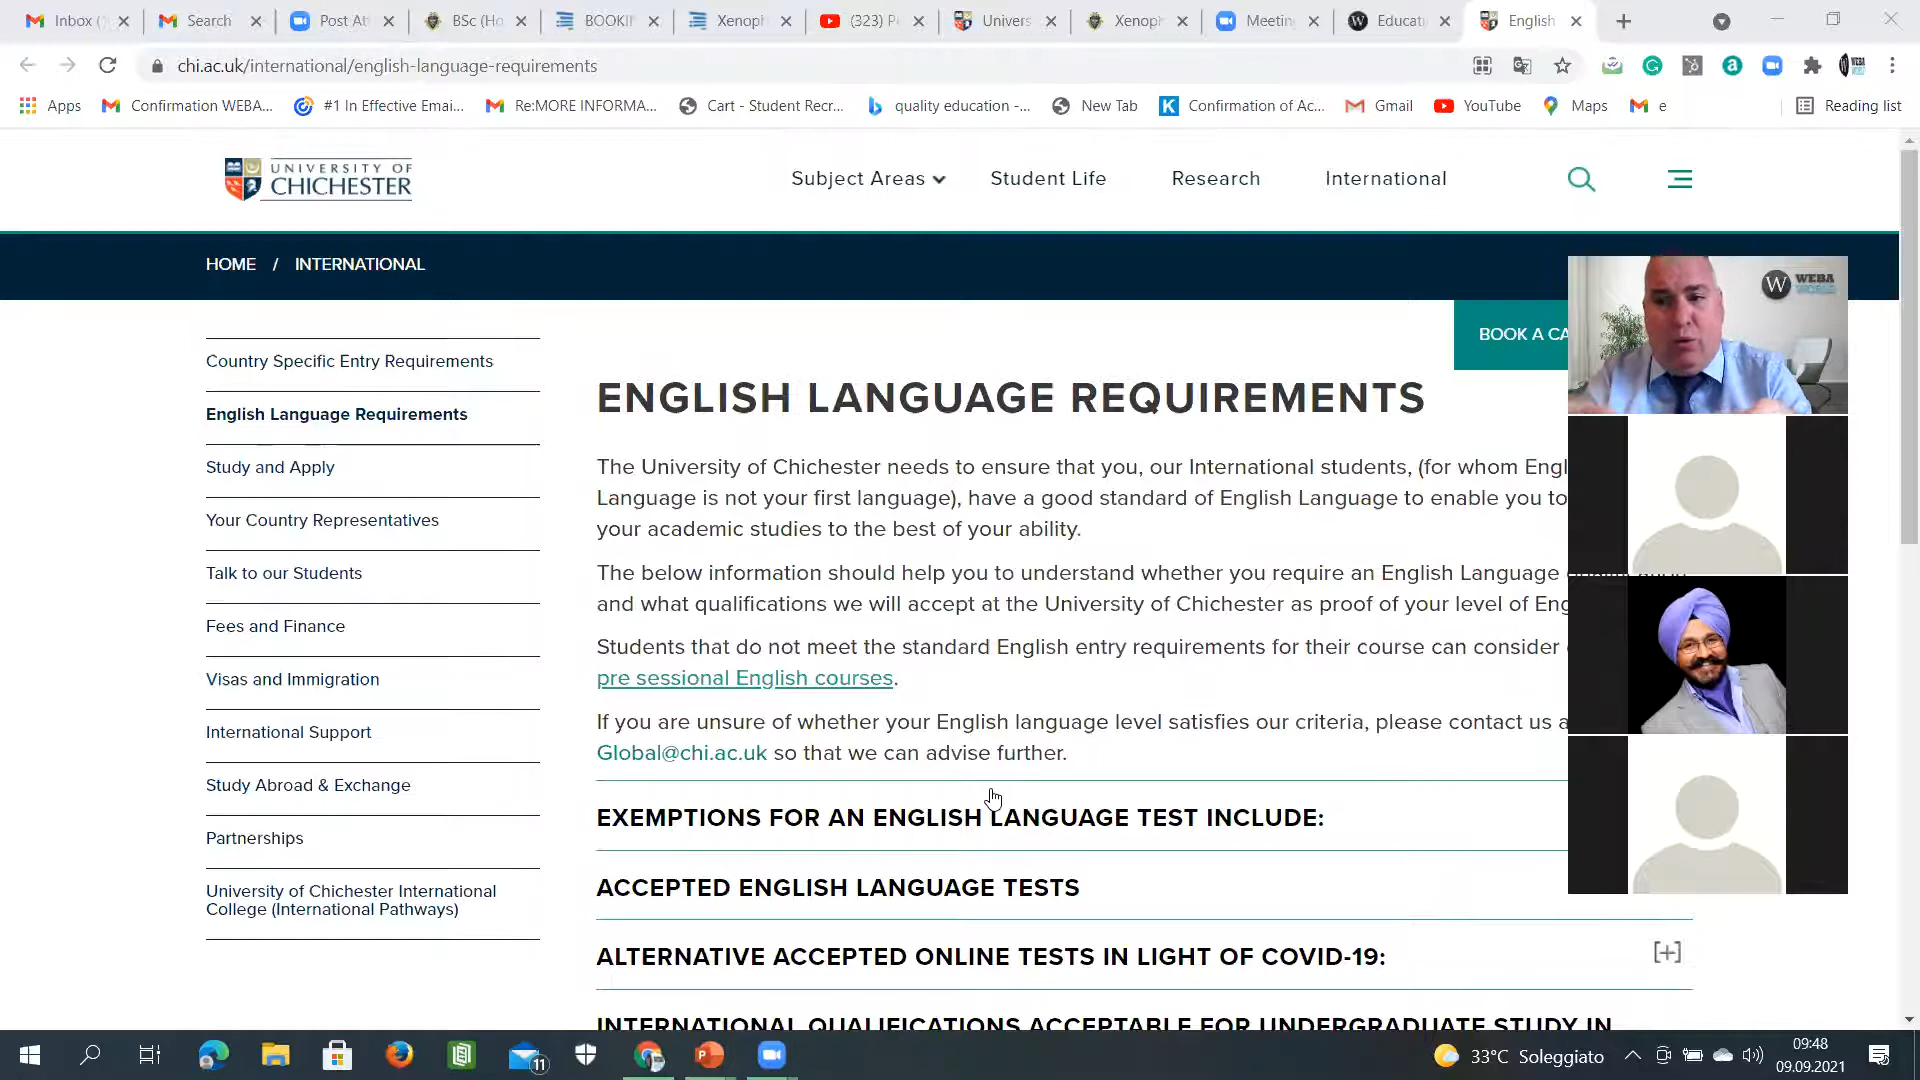 Inbox (
Search
Post At
BSc (Ho
BOOKI
Xenoph
(323) P
Univers
Xenoph
Meetin
Educati
English
chi.ac.uk/international/english-language-requirements
Apps
Confirmation WEBA...
#1 In Effective Emai...
Re:MORE INFORMA...
Cart - Student Recr...
quality education -...
New Tab
Confirmation of Ac...
Gmail
YouTube
Maps
e
Reading list
UNIVERSITY OF
CHICHESTER
Subject Areas
Student Life
Research
International
HOME / INTERNATIONAL
BOOK A CA
W WEBA
WORLD
Country Specific Entry Requirements
English Language Requirements
Study and Apply
Your Country Representatives
Talk to our Students
Fees and Finance
Visas and Immigration
International Support
Study Abroad & Exchange
Partnerships
University of Chichester International
College (International Pathways)
ENGLISH LANGUAGE REQUIREMENTS
The University of Chichester needs to ensure that you, our International students, (for whom Engl
Language is not your first language), have a good standard of English Language to enable you to
your academic studies to the best of your ability.
The below information should help you to understand whether you require an English Language
and what qualifications we will accept at the University of Chichester as proof of your level of Eng
Students that do not meet the standard English entry requirements for their course can consider
pre sessional English courses.
If you are unsure of whether your English language level satisfies our criteria, please contact us a
Global@chi.ac.uk so that we can advise further.
EXEMPTIONS FOR AN ENGLISH LANGUAGE TEST INCLUDE:
ACCEPTED ENGLISH LANGUAGE TESTS
ALTERNATIVE ACCEPTED ONLINE TESTS IN LIGHT OF COVID-19:
[+]
INTERNATIONAL QUALIFICATIONS ACCEPTABLE FOR UNDERGRADUATE STUDY IN
11
33°C Soleggiato
09:48
09.09.2021